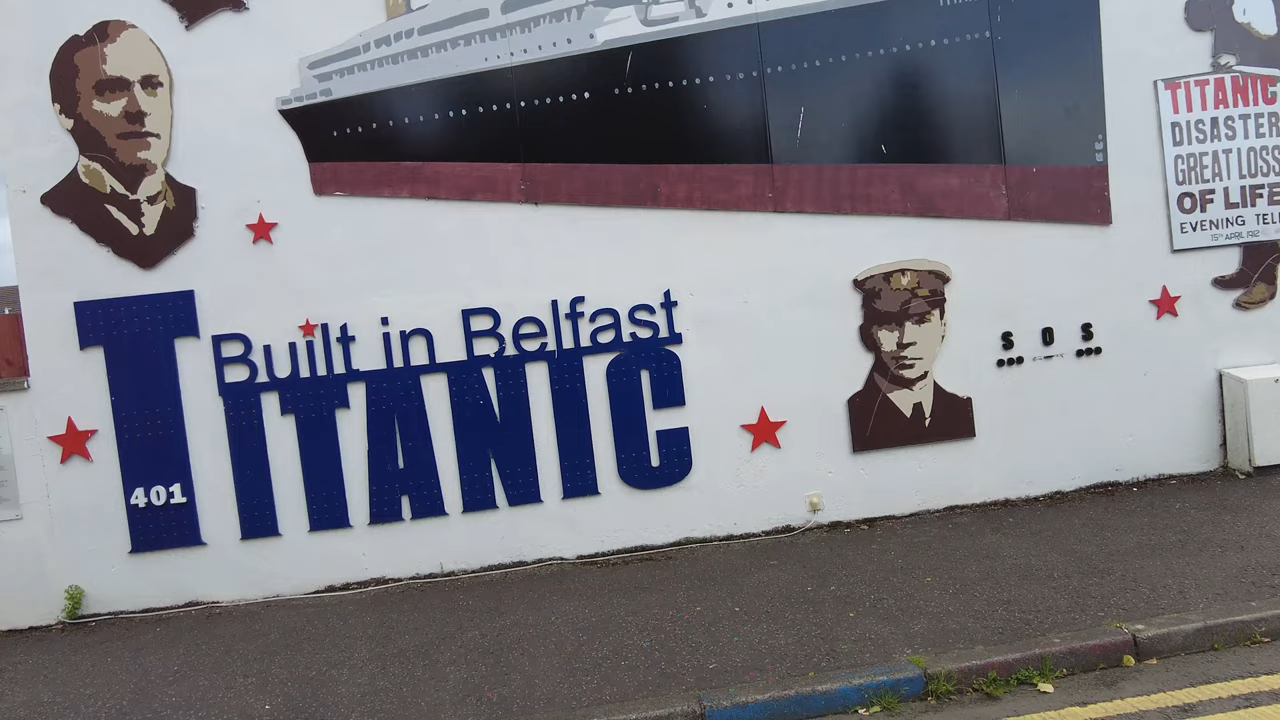 TITANIC
DISASTER
GREAT LOSS
OF LIFE
EVENING TEL
15TH APRIL 1912
Built in Belfast
TITANIC
401
S O S